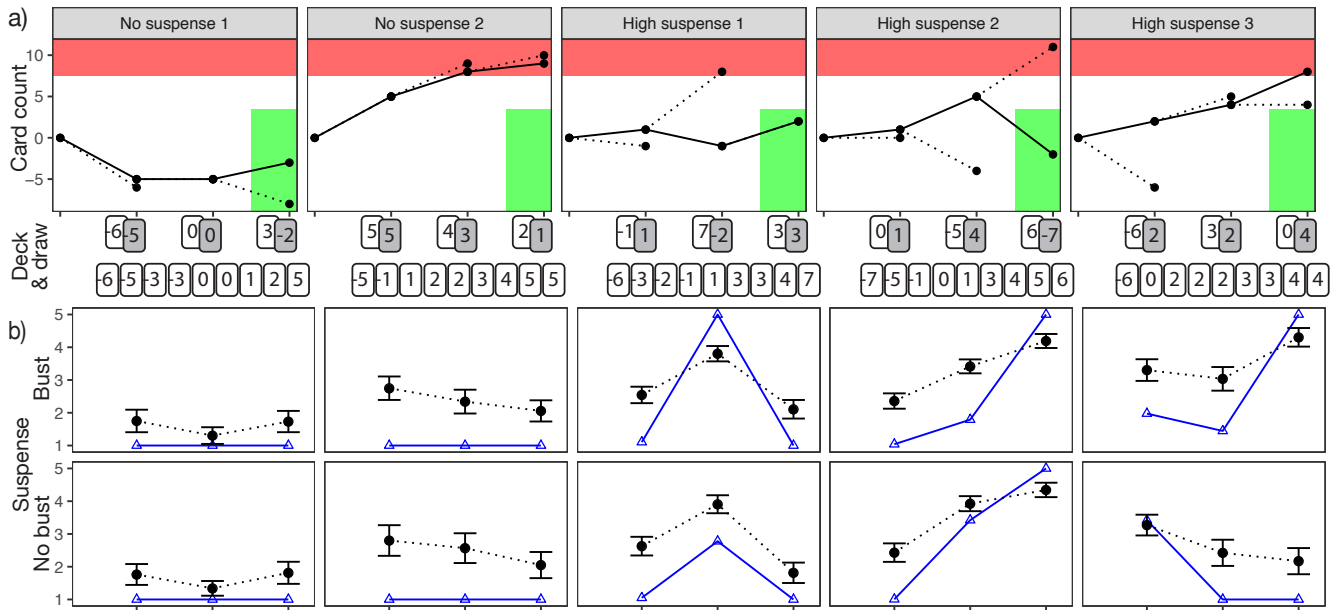 a)
No suspense 1 No suspense 2 High suspense 1 High suspense 2 High suspense 3
Card count
10
5
0
−5
Deck & draw
-6 -5 0 0 3 -2 5 5 4 3 2 1 -1 1 7 -2 3 3 0 1 -5 4 6 -7 -6 2 3 2 0 4
-6 -5 -3 -3 0 0 1 2 5 -5 -1 1 2 2 3 4 5 5 -6 -3 -2 -1 1 3 3 4 7 -7 -5 -1 0 1 3 4 5 6 -6 0 2 2 2 3 3 4 4
b)
Suspense
Bust
5
4
3
2
1
No bust
5
4
3
2
1